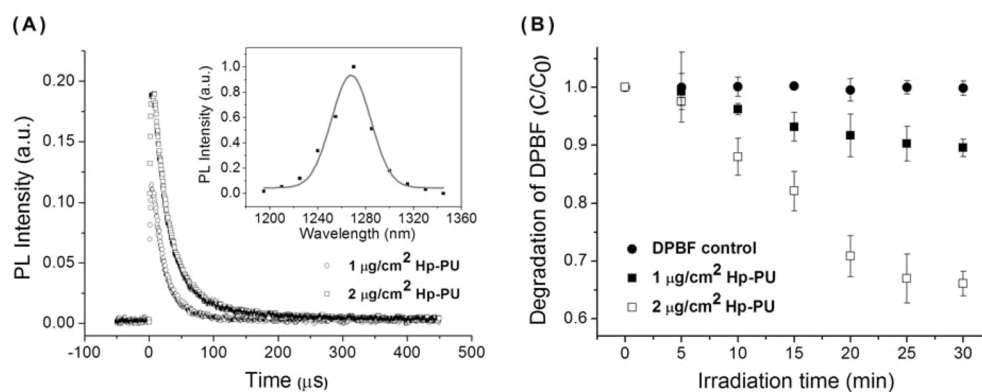 (A)
PL Intensity (a.u.)
0.20
0.15
0.10
0.05
0.00
-100 0 100 200 300 400 500
Time (μs)
PL Intensity (a.u.)
1.0
0.8
0.6
0.4
0.2
0.0
1200 1240 1280 1320 1360
Wavelength (nm)
1 μg/cm² Hp-PU
2 μg/cm² Hp-PU
(B)
Degradation of DPBF (C/C₀)
1.0
0.9
0.8
0.7
0.6
0 5 10 15 20 25 30
Irradiation time (min)
DPBF control
1 μg/cm² Hp-PU
2 μg/cm² Hp-PU